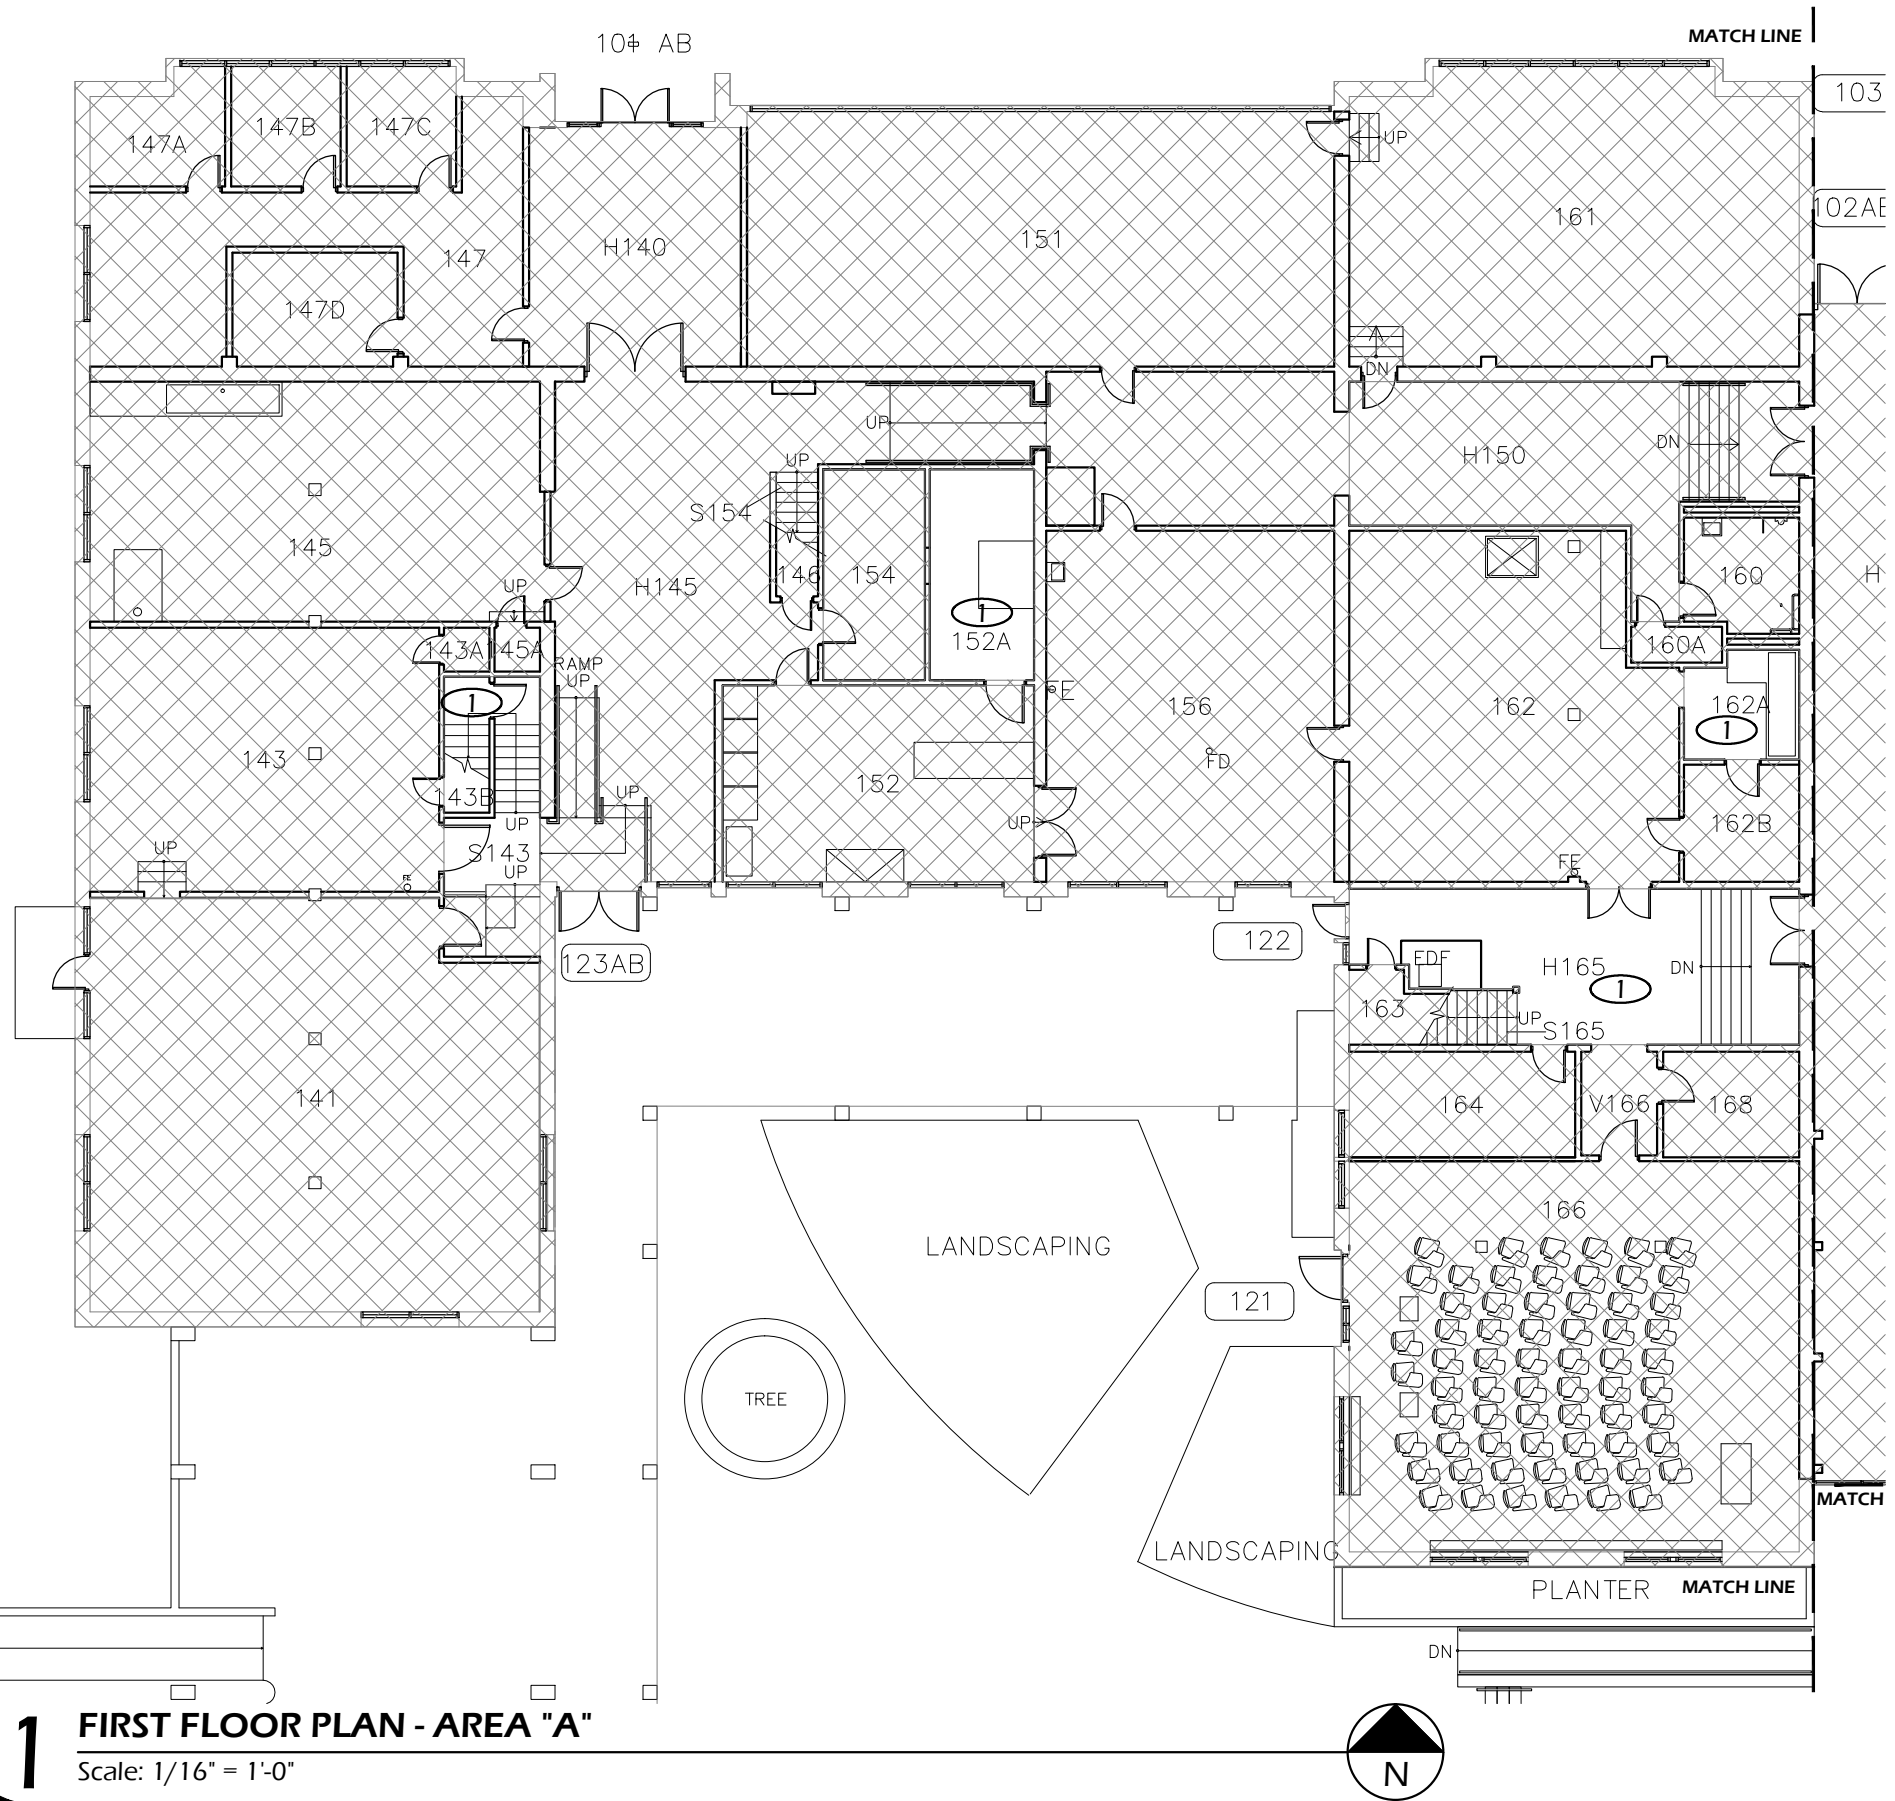 MATCH LINE
101 AB
103
147A
147B
147C
UP
102AB
161
151
H140
147
147D
DN
UP
H150
DN
UP
S154
145
146
154
H145
160
H
UP
152A
1
143A
145A
160A
RAMP
UP
FE
1
156
162
162A
1
143
FD
152
143B
UP
UP
UP
162B
S143
UP
UP
FE
FE
122
123AB
EDF
H165
DN
1
163
UP
S165
141
164
V166
168
166
LANDSCAPING
121
TREE
MATCH
LANDSCAPING
PLANTER
MATCH LINE
DN
1
FIRST FLOOR PLAN - AREA "A"
Scale: 1/16" = 1'-0"
N